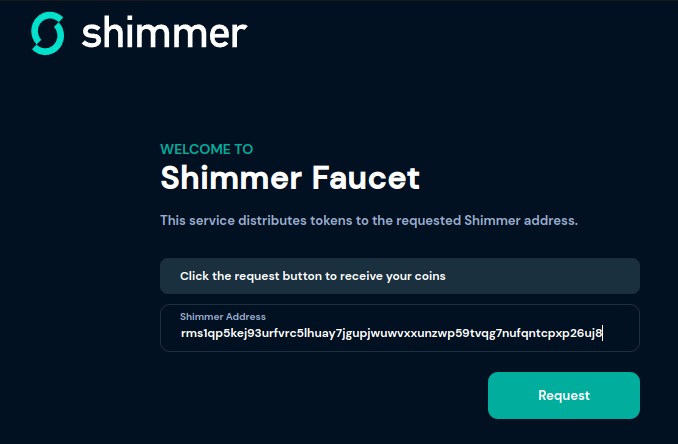 shimmer
WELCOME TO
Shimmer Faucet
This service distributes tokens to the requested Shimmer address.
Click the request button to receive your coins
Shimmer Address
rms1qp5kej93urfvrc5lhuay7jgupjwuwvxxunzwp59tvqg7nufqntcpxp26uj8
Request